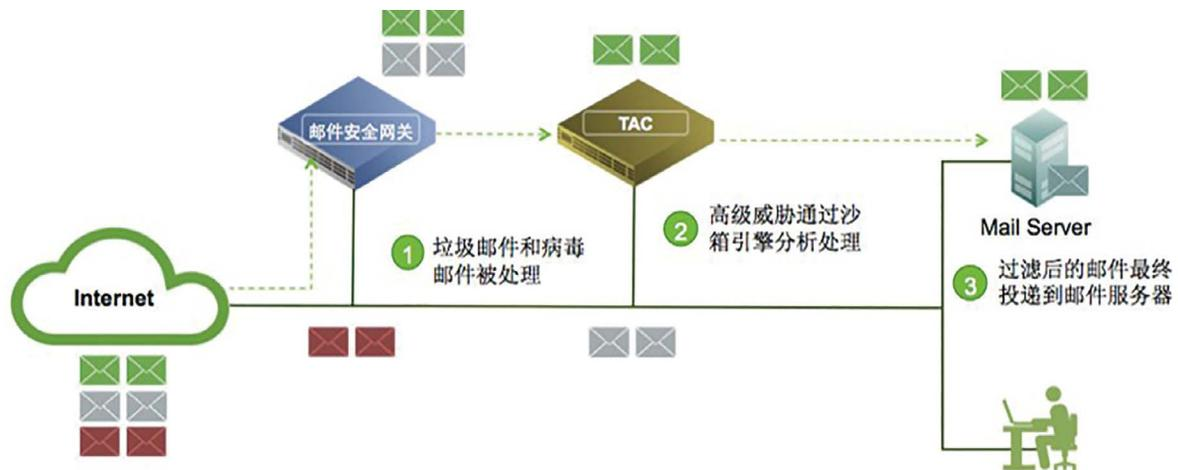 邮件安全网关
TAC
1
垃圾邮件和病毒
邮件被处理
2
高级威胁通过沙
箱引擎分析处理
Mail Server
3
过滤后的邮件最终
投递到邮件服务器
Internet